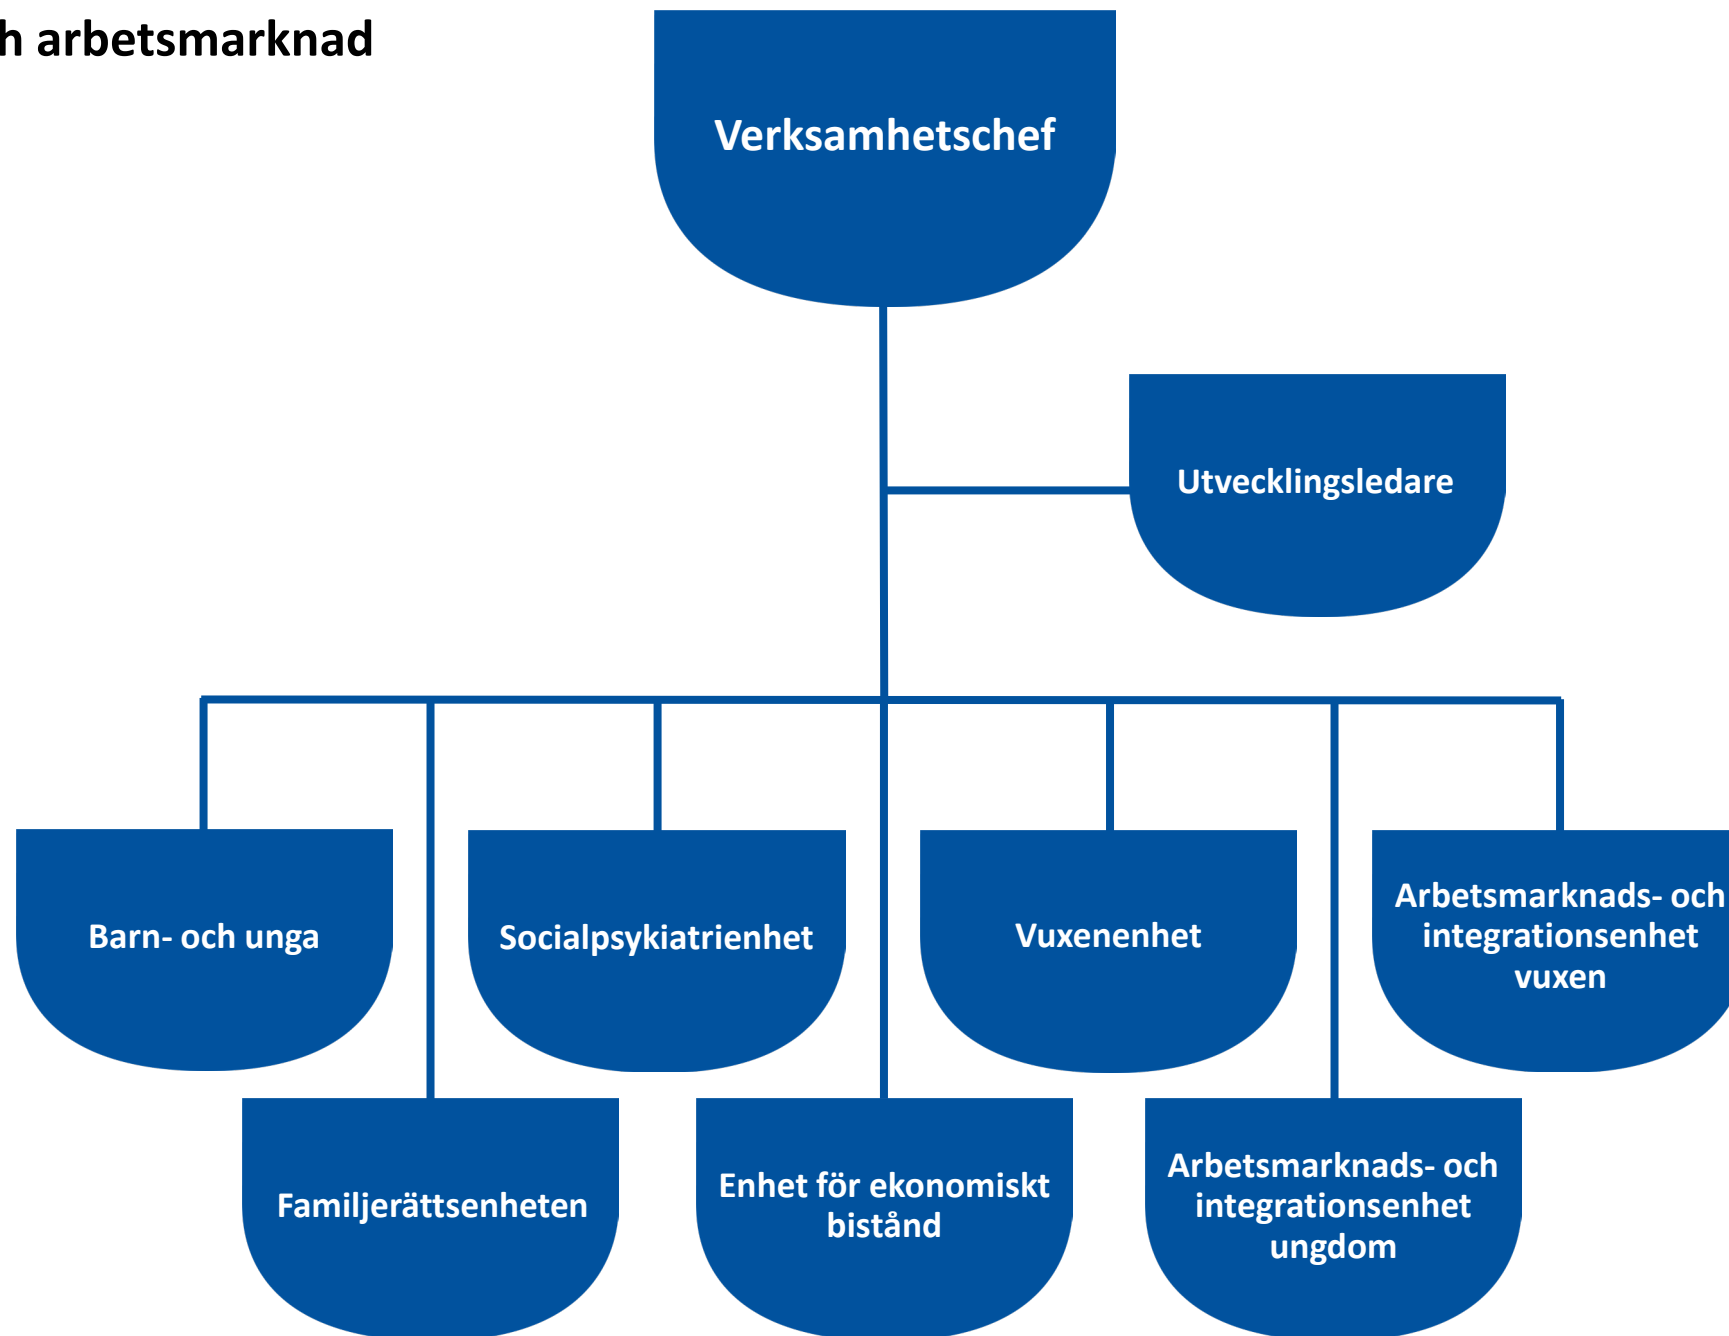 h arbetsmarknad
Verksamhetschef
Utvecklingsledare
Barn- och unga
Socialpsykiatrienhet
Vuxenenhet
Arbetsmarknads- och
integrationsenhet
vuxen
Familjerättsenheten
Enhet för ekonomiskt
bistånd
Arbetsmarknads- och
integrationsenhet
ungdom